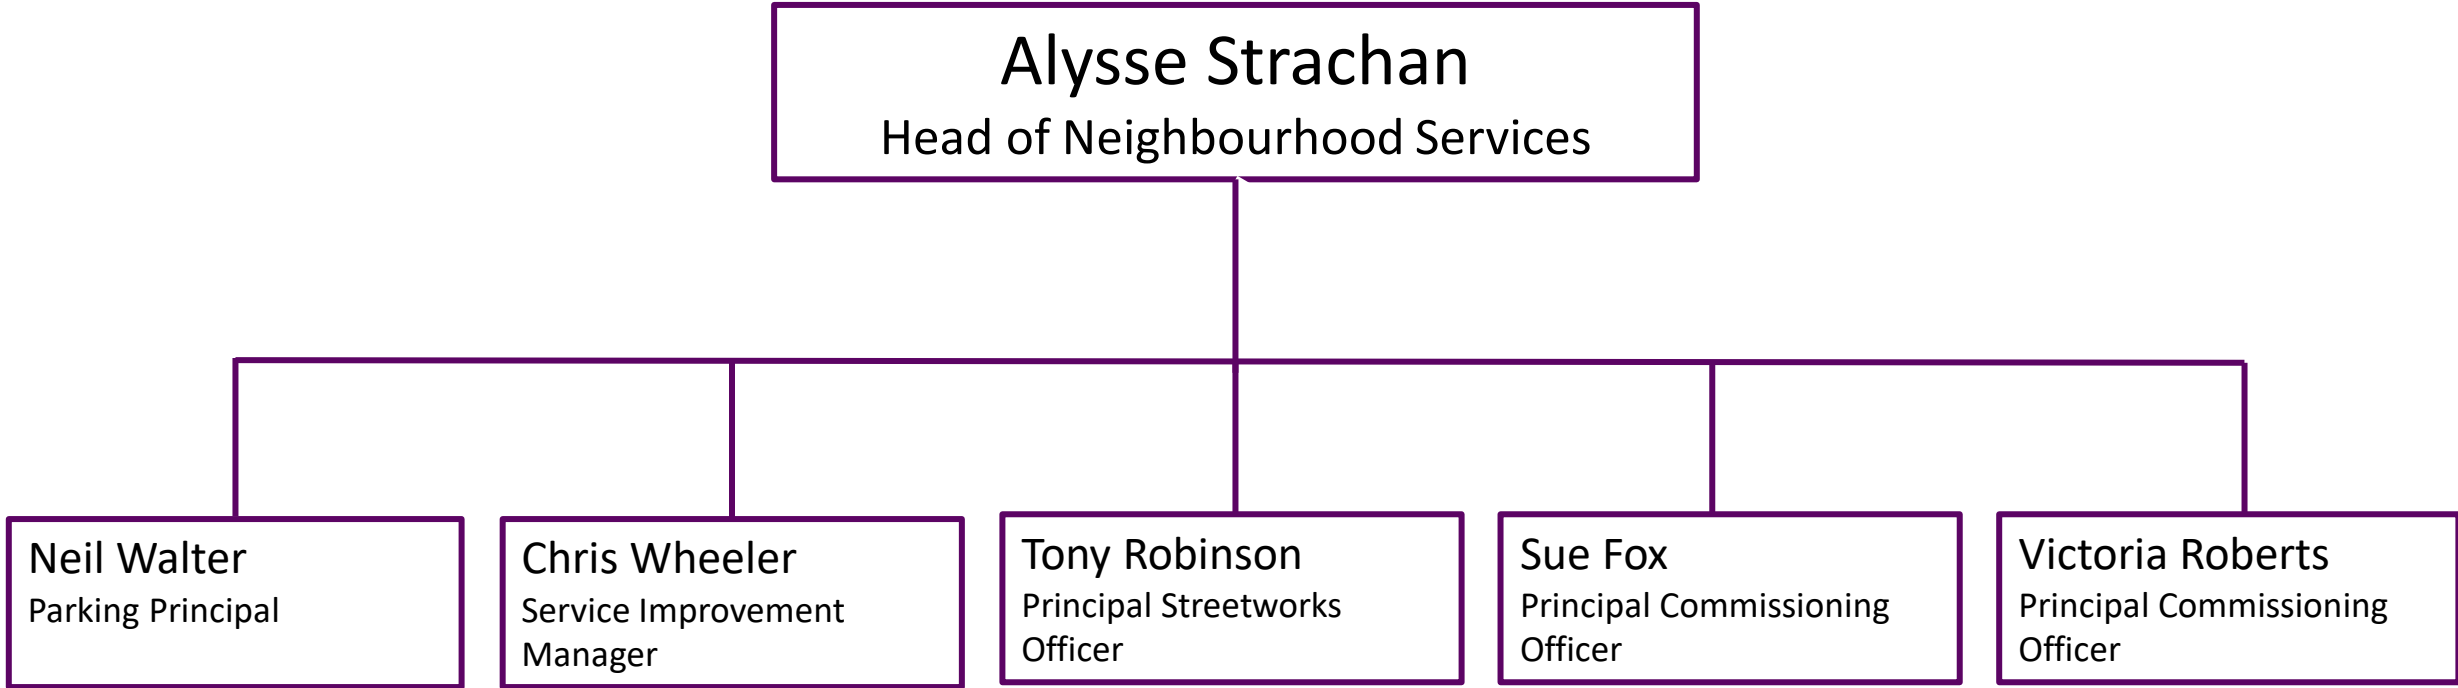 Alysse Strachan
Head of Neighbourhood Services
Neil Walter
Parking Principal
Chris Wheeler
Service Improvement
Manager
Tony Robinson
Principal Streetworks
Officer
Sue Fox
Principal Commissioning
Officer
Victoria Roberts
Principal Commissioning
Officer